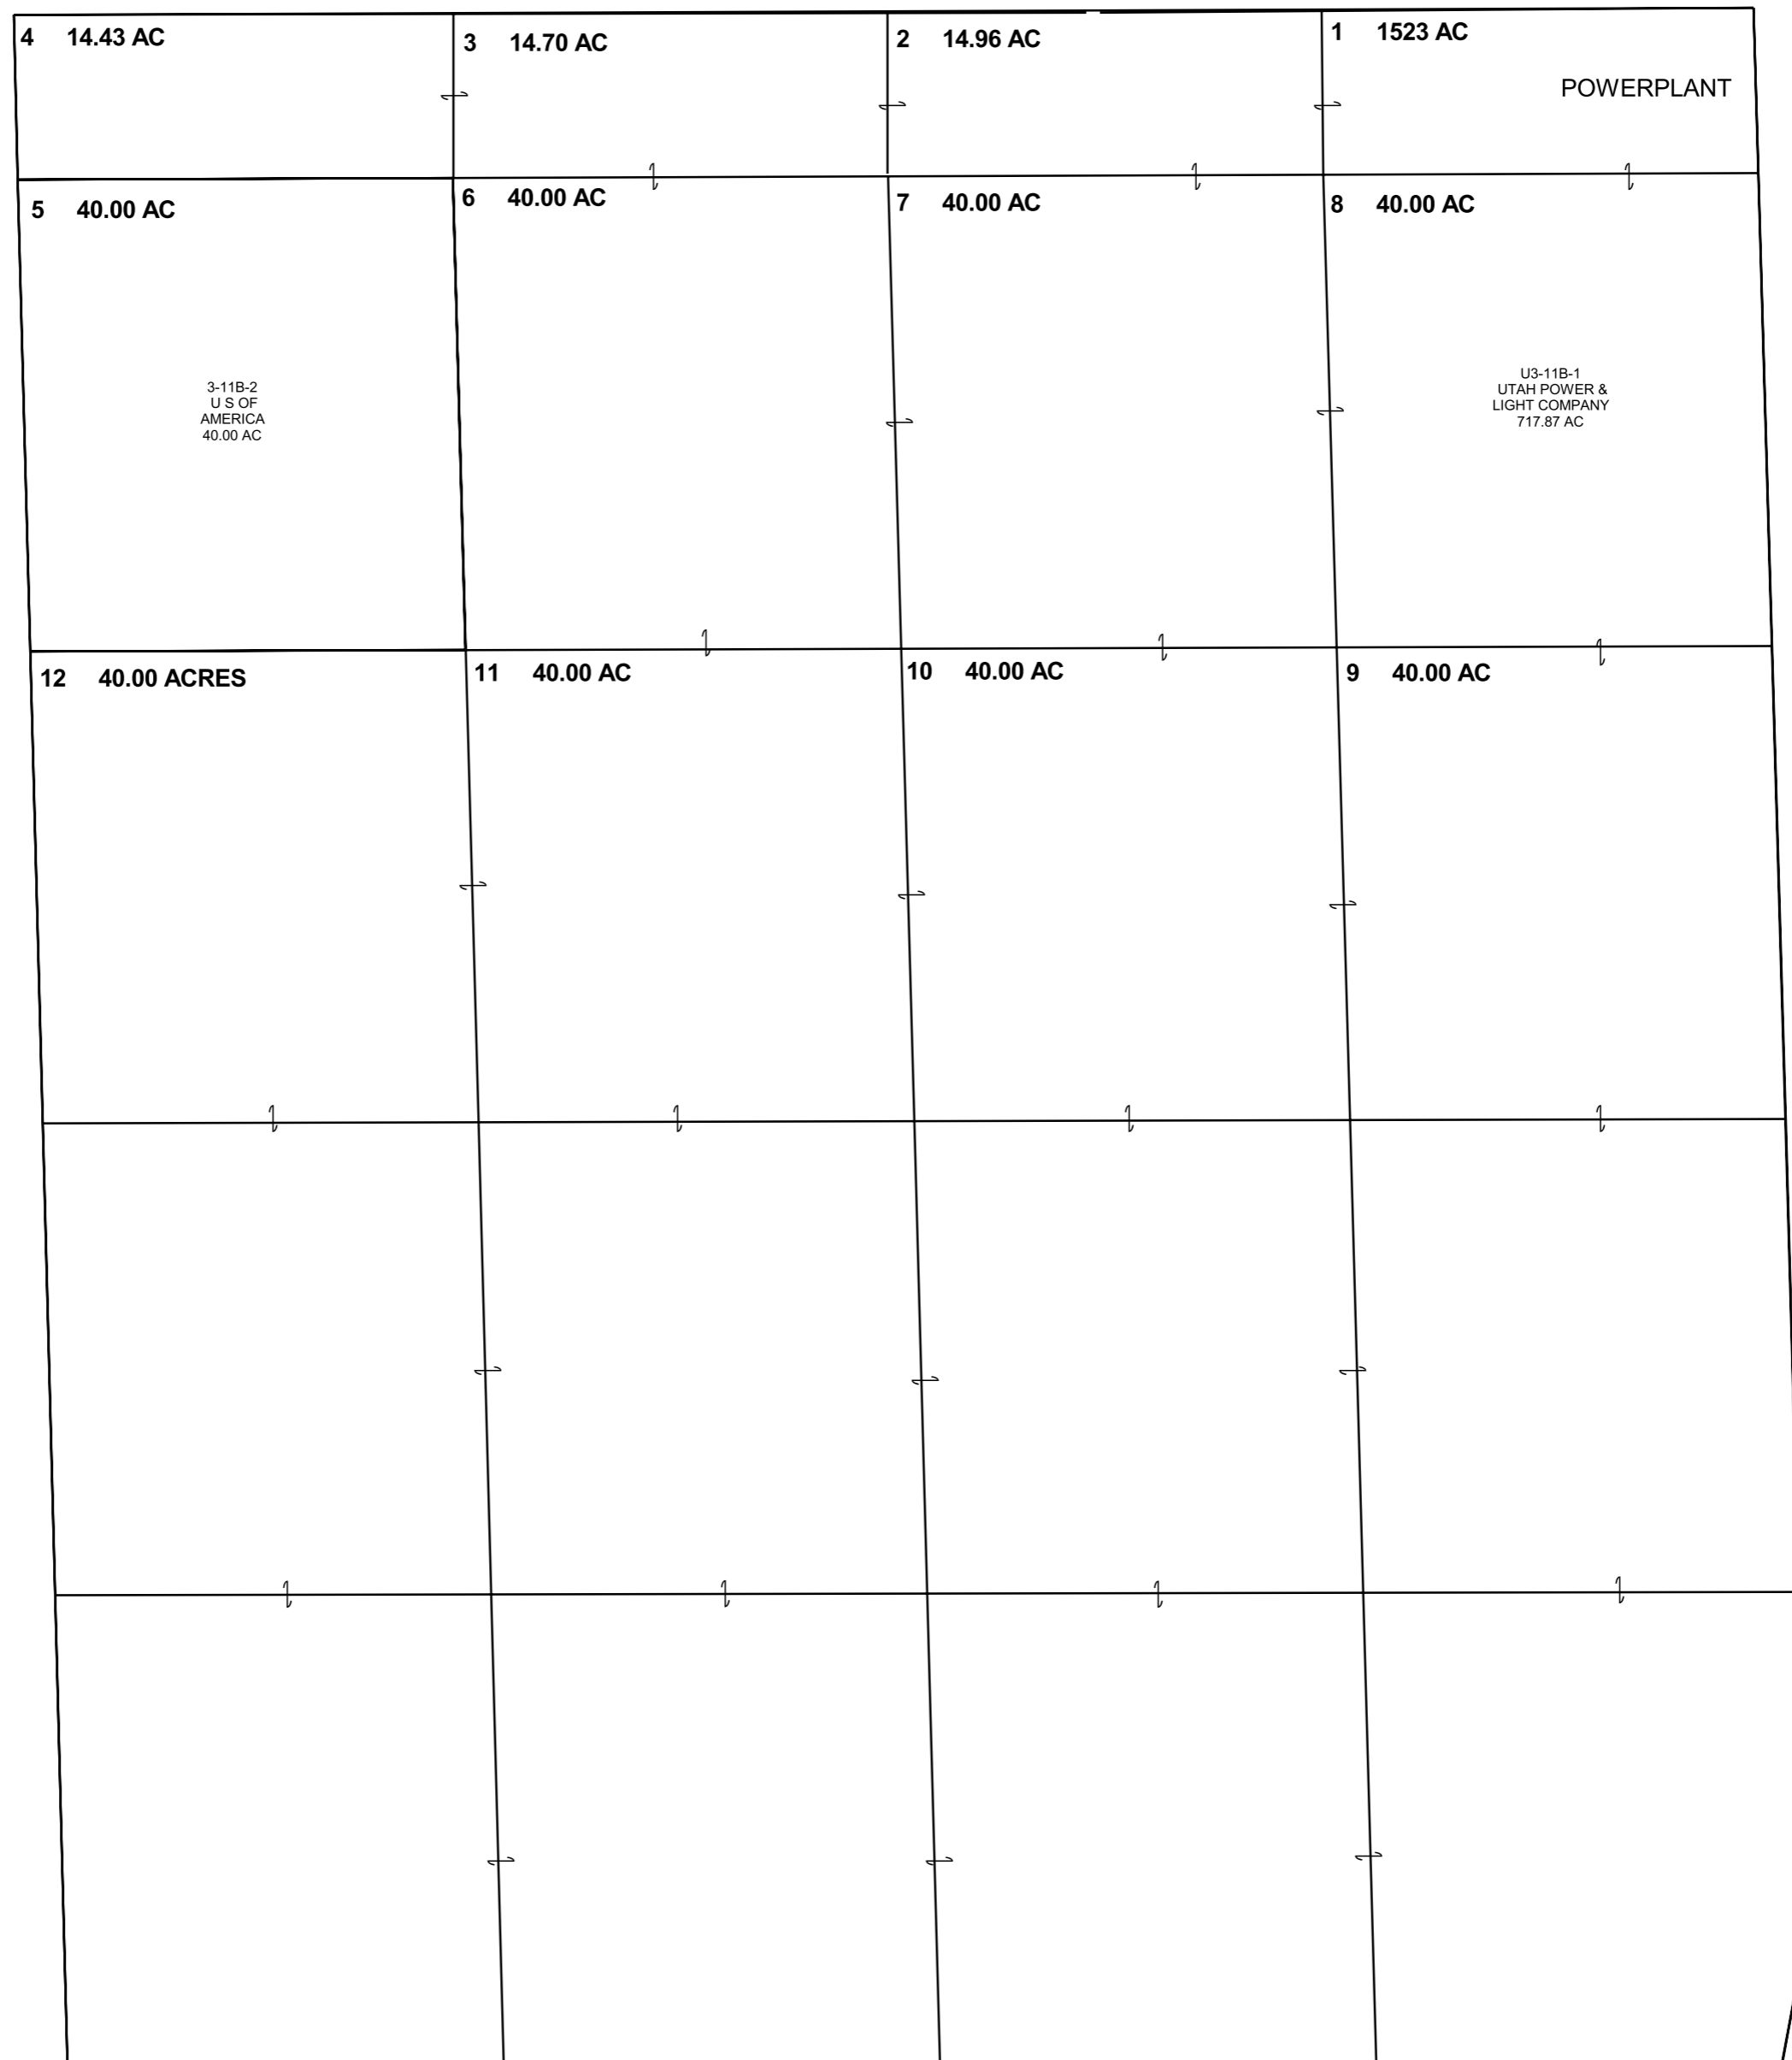 4 14.43 AC
3 14.70 AC
2 14.96 AC
1 1523 AC
POWERPLANT
5 40.00 AC
6 40.00 AC
7 40.00 AC
8 40.00 AC
3-11B-2
U S OF
AMERICA
40.00 AC
U3-11B-1
UTAH POWER &
LIGHT COMPANY
717.87 AC
12 40.00 ACRES
11 40.00 AC
10 40.00 AC
9 40.00 AC